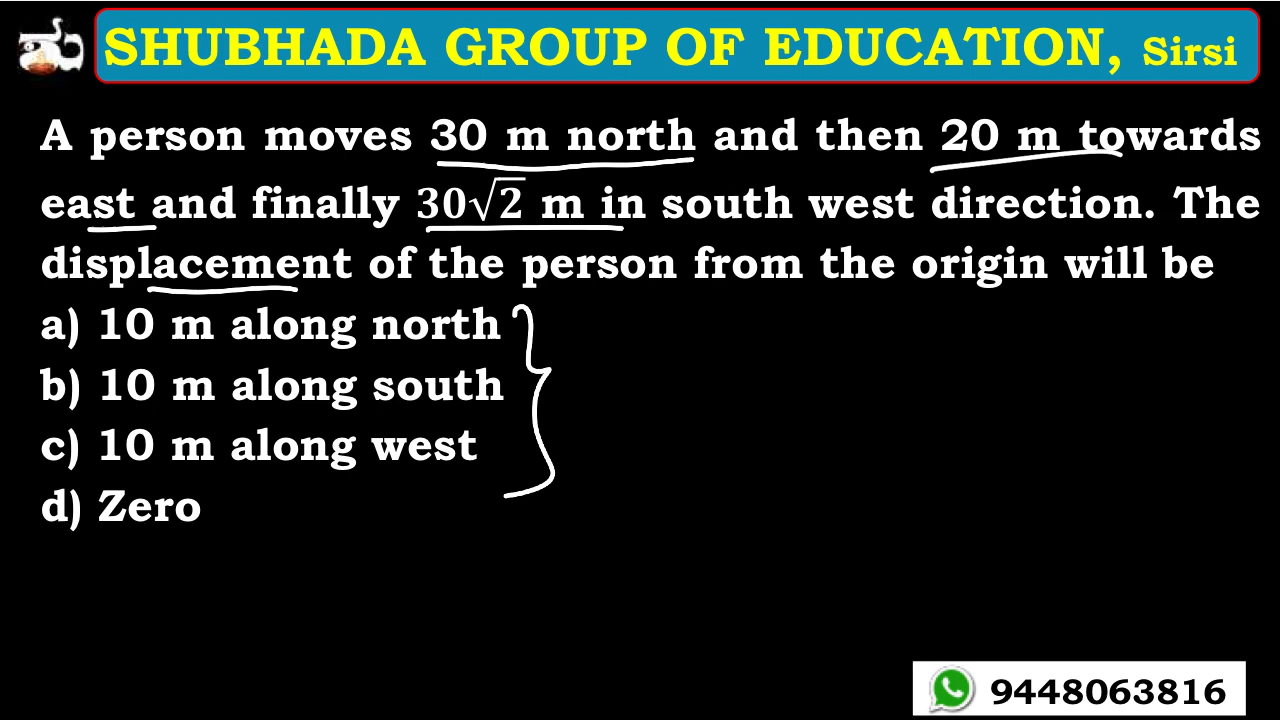 SHUBHADA GROUP OF EDUCATION, Sirsi
A person moves 30 m north and then 20 m towards
east and finally 30√2 m in south west direction. The
displacement of the person from the origin will be
a) 10 m along north
b) 10 m along south
c) 10 m along west
d) Zero
9448063816